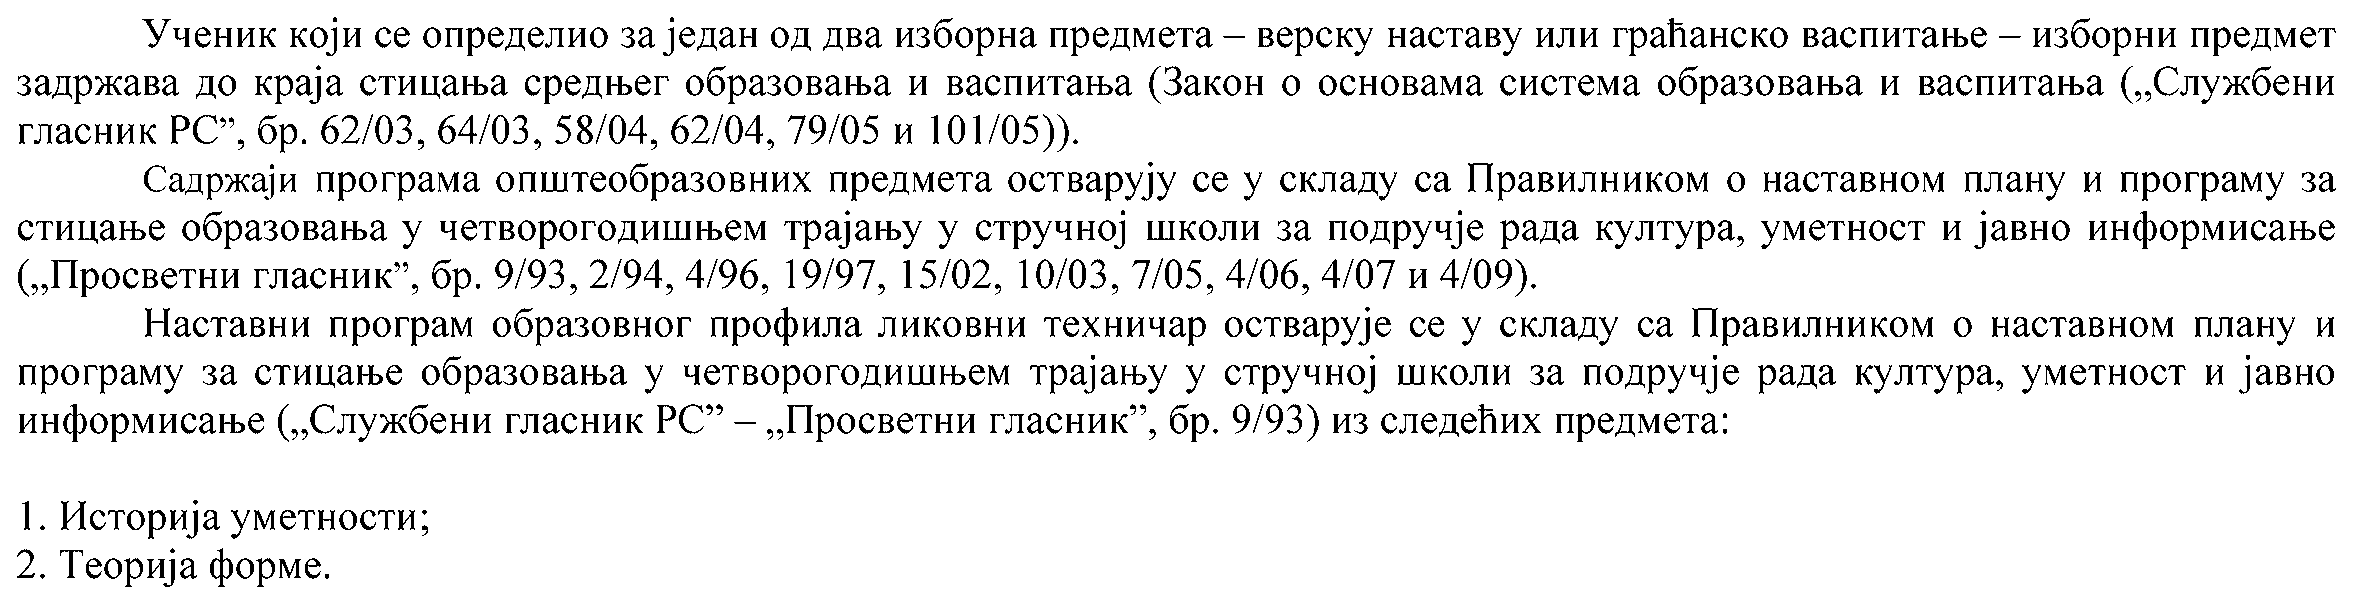 Ученик који се определио за један од два изборна предмета – верску наставу или грађанско васпитање – изборни предмет
задржава до краја стицања средњег образовања и васпитања (Закон о основама система образовања и васпитања („Службени
гласник РС”, бр. 62/03, 64/03, 58/04, 62/04, 79/05 и 101/05)).
Садржаји програма општеобразовних предмета остварују се у складу са Правилником о наставном плану и програму за
стицање образовања у четворогодишњем трајању у стручној школи за подручје рада култура, уметност и јавно информисање
(„Просветни гласник”, бр. 9/93, 2/94, 4/96, 19/97, 15/02, 10/03, 7/05, 4/06, 4/07 и 4/09).
Наставни програм образовног профила ликовни техничар остварује се у складу са Правилником о наставном плану и
програму за стицање образовања у четворогодишњем трајању у стручној школи за подручје рада култура, уметност и јавно
информисање („Службени гласник РС” – „Просветни гласник”, бр. 9/93) из следећих предмета:
1. Историја уметности;
2. Теорија форме.